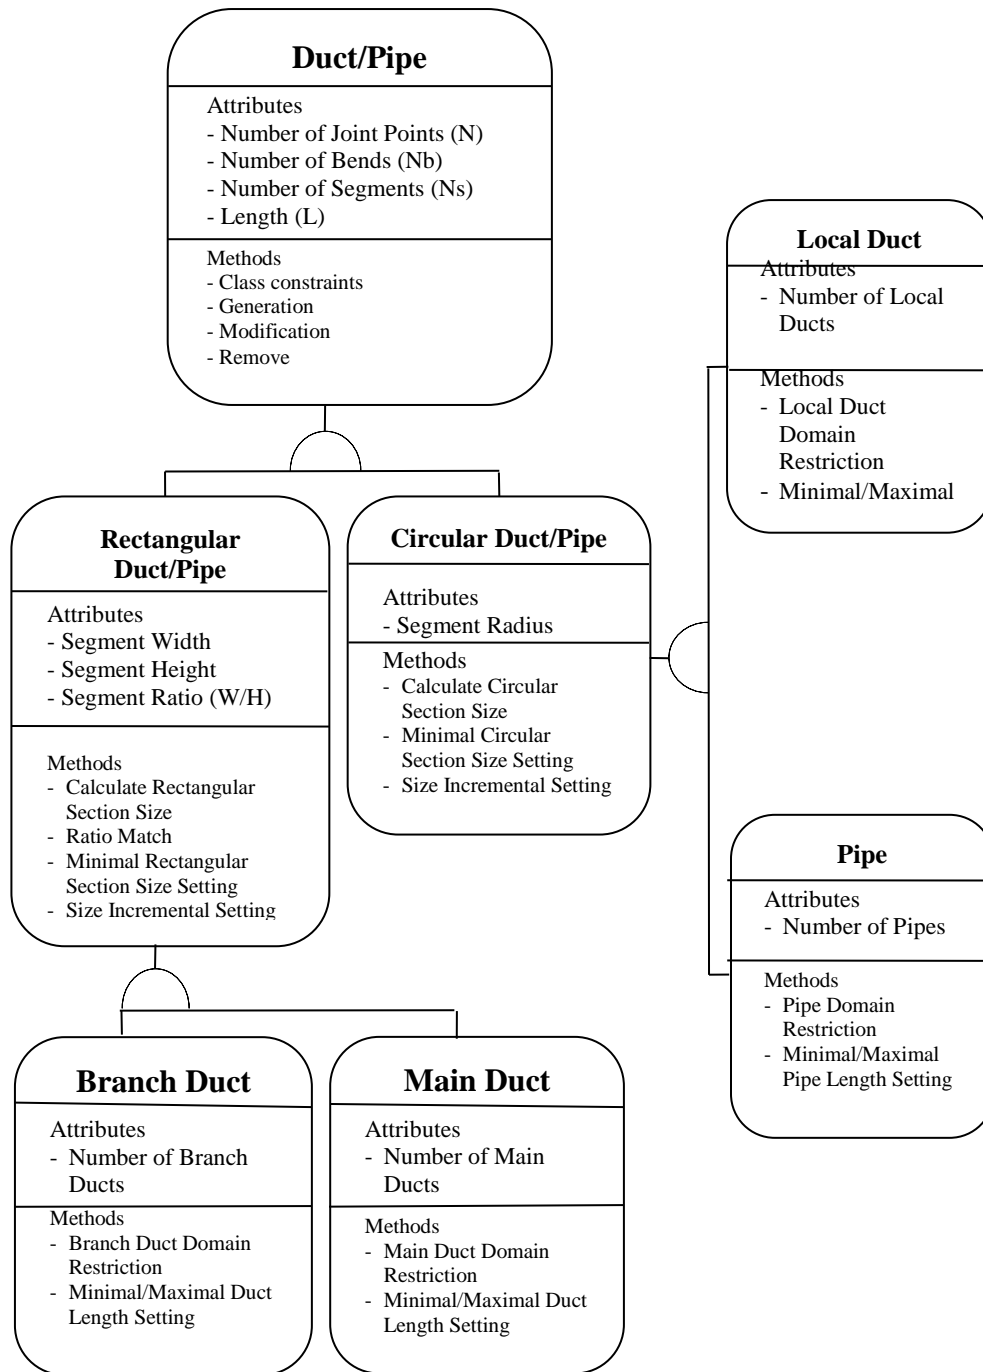 Duct/Pipe
Attributes
- Number of Joint Points (N)
- Number of Bends (Nb)
- Number of Segments (Ns)
- Length (L)
Methods
- Class constraints
- Generation
- Modification
- Remove
Local Duct
Attributes
- Number of Local
Ducts
Methods
- Local Duct
Domain
Restriction
- Minimal/Maximal
Rectangular
Duct/Pipe
Attributes
- Segment Width
- Segment Height
- Segment Ratio (W/H)
Methods
- Calculate Rectangular
Section Size
- Ratio Match
- Minimal Rectangular
Section Size Setting
- Size Incremental Setting
Circular Duct/Pipe
Attributes
- Segment Radius
Methods
- Calculate Circular
Section Size
- Minimal Circular
Section Size Setting
- Size Incremental Setting
Pipe
Attributes
- Number of Pipes
Methods
- Pipe Domain
Restriction
- Minimal/Maximal
Pipe Length Setting
Branch Duct
Attributes
- Number of Branch
Ducts
Methods
- Branch Duct Domain
Restriction
- Minimal/Maximal Duct
Length Setting
Main Duct
Attributes
- Number of Main
Ducts
Methods
- Main Duct Domain
Restriction
- Minimal/Maximal Duct
Length Setting